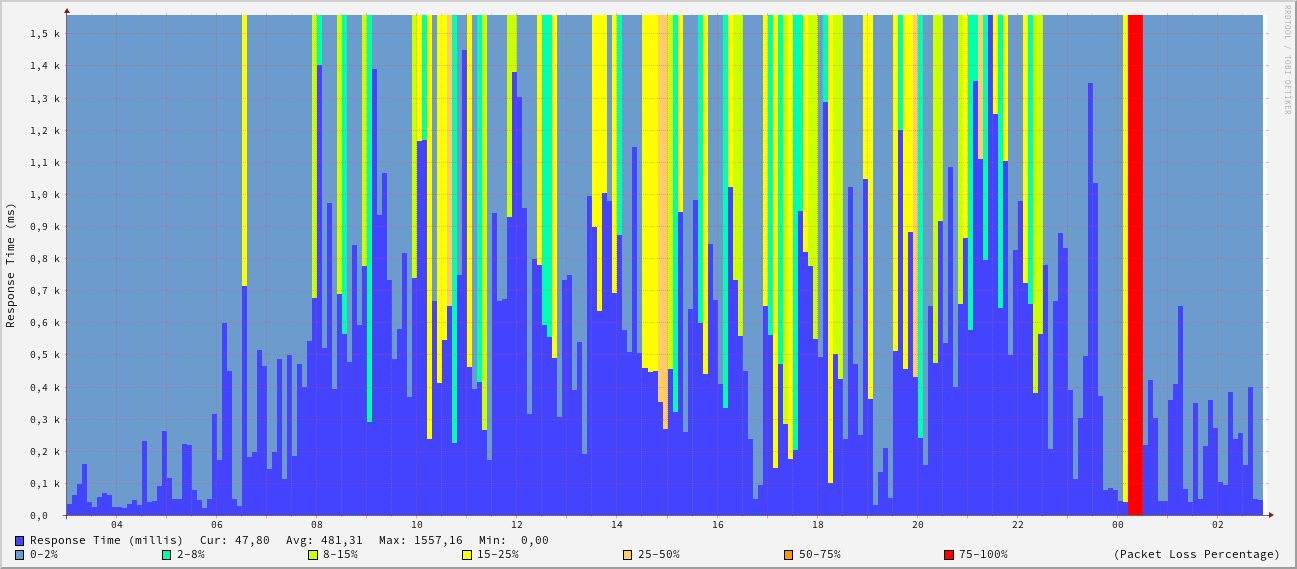 RRDTOOL / TOBI OETIKER
Response Time (ms)
1,5 k
1,4 k
1,3 k
1,2 k
1,1 k
1,0 k
0,9 k
0,8 k
0,7 k
0,6 k
0,5 k
0,4 k
0,3 k
0,2 k
0,1 k
0,0
04 06 08 10 12 14 16 18 20 22 00 02
Response Time (millis) Cur: 47,80 Avg: 481,31 Max: 1557,16 Min: 0,00
0-2% 2-8% 8-15% 15-25% 25-50% 50-75% 75-100% (Packet Loss Percentage)